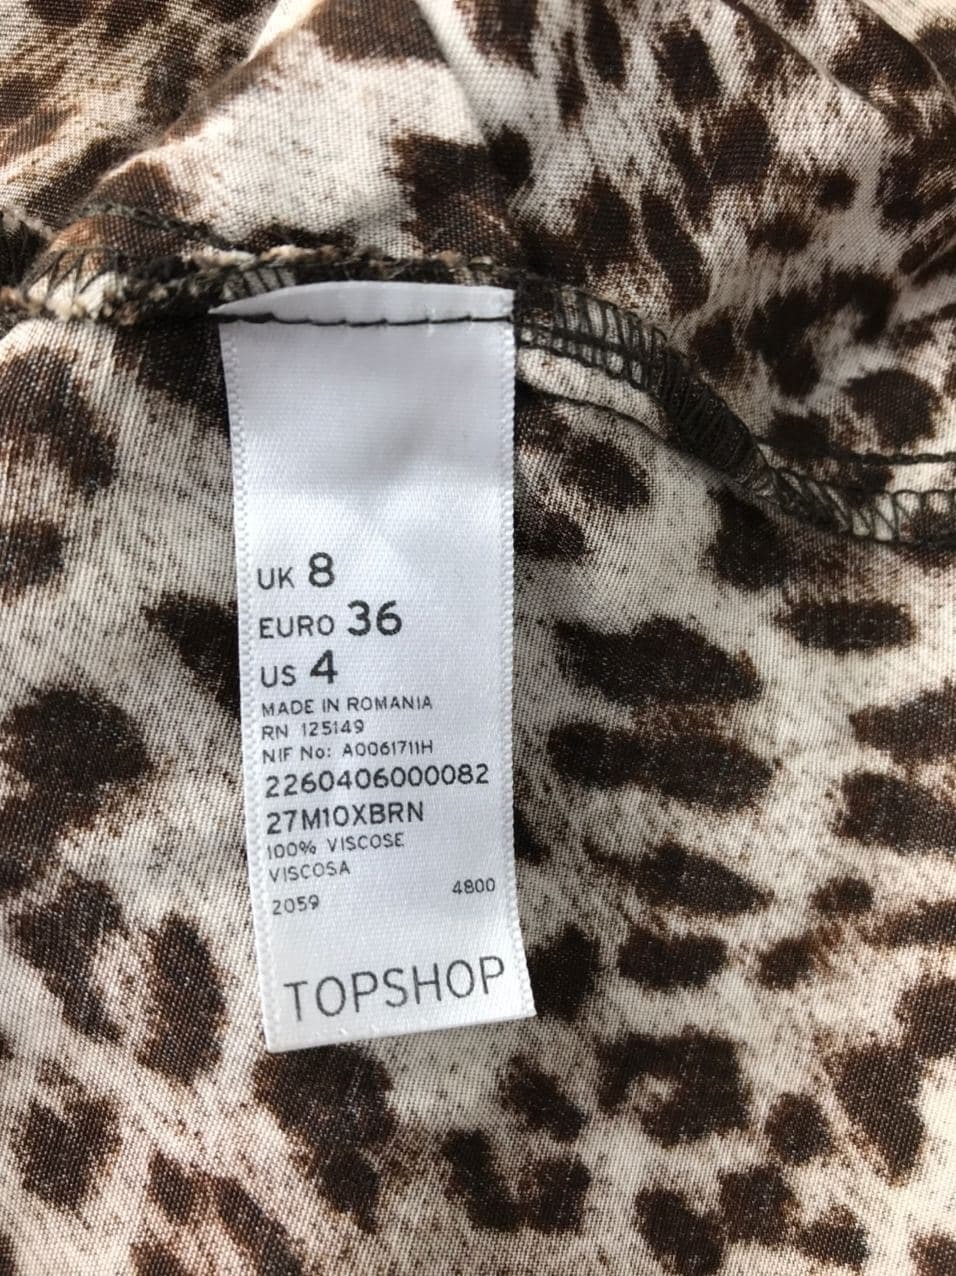 UK 8
EURO 36
US 4
MADE IN ROMANIA
RN 125149
NIF No: A0061711H
2260406000082
27M10XBRN
100% VISCOSE
VISCOSA
2059 4800
TOPSHOP